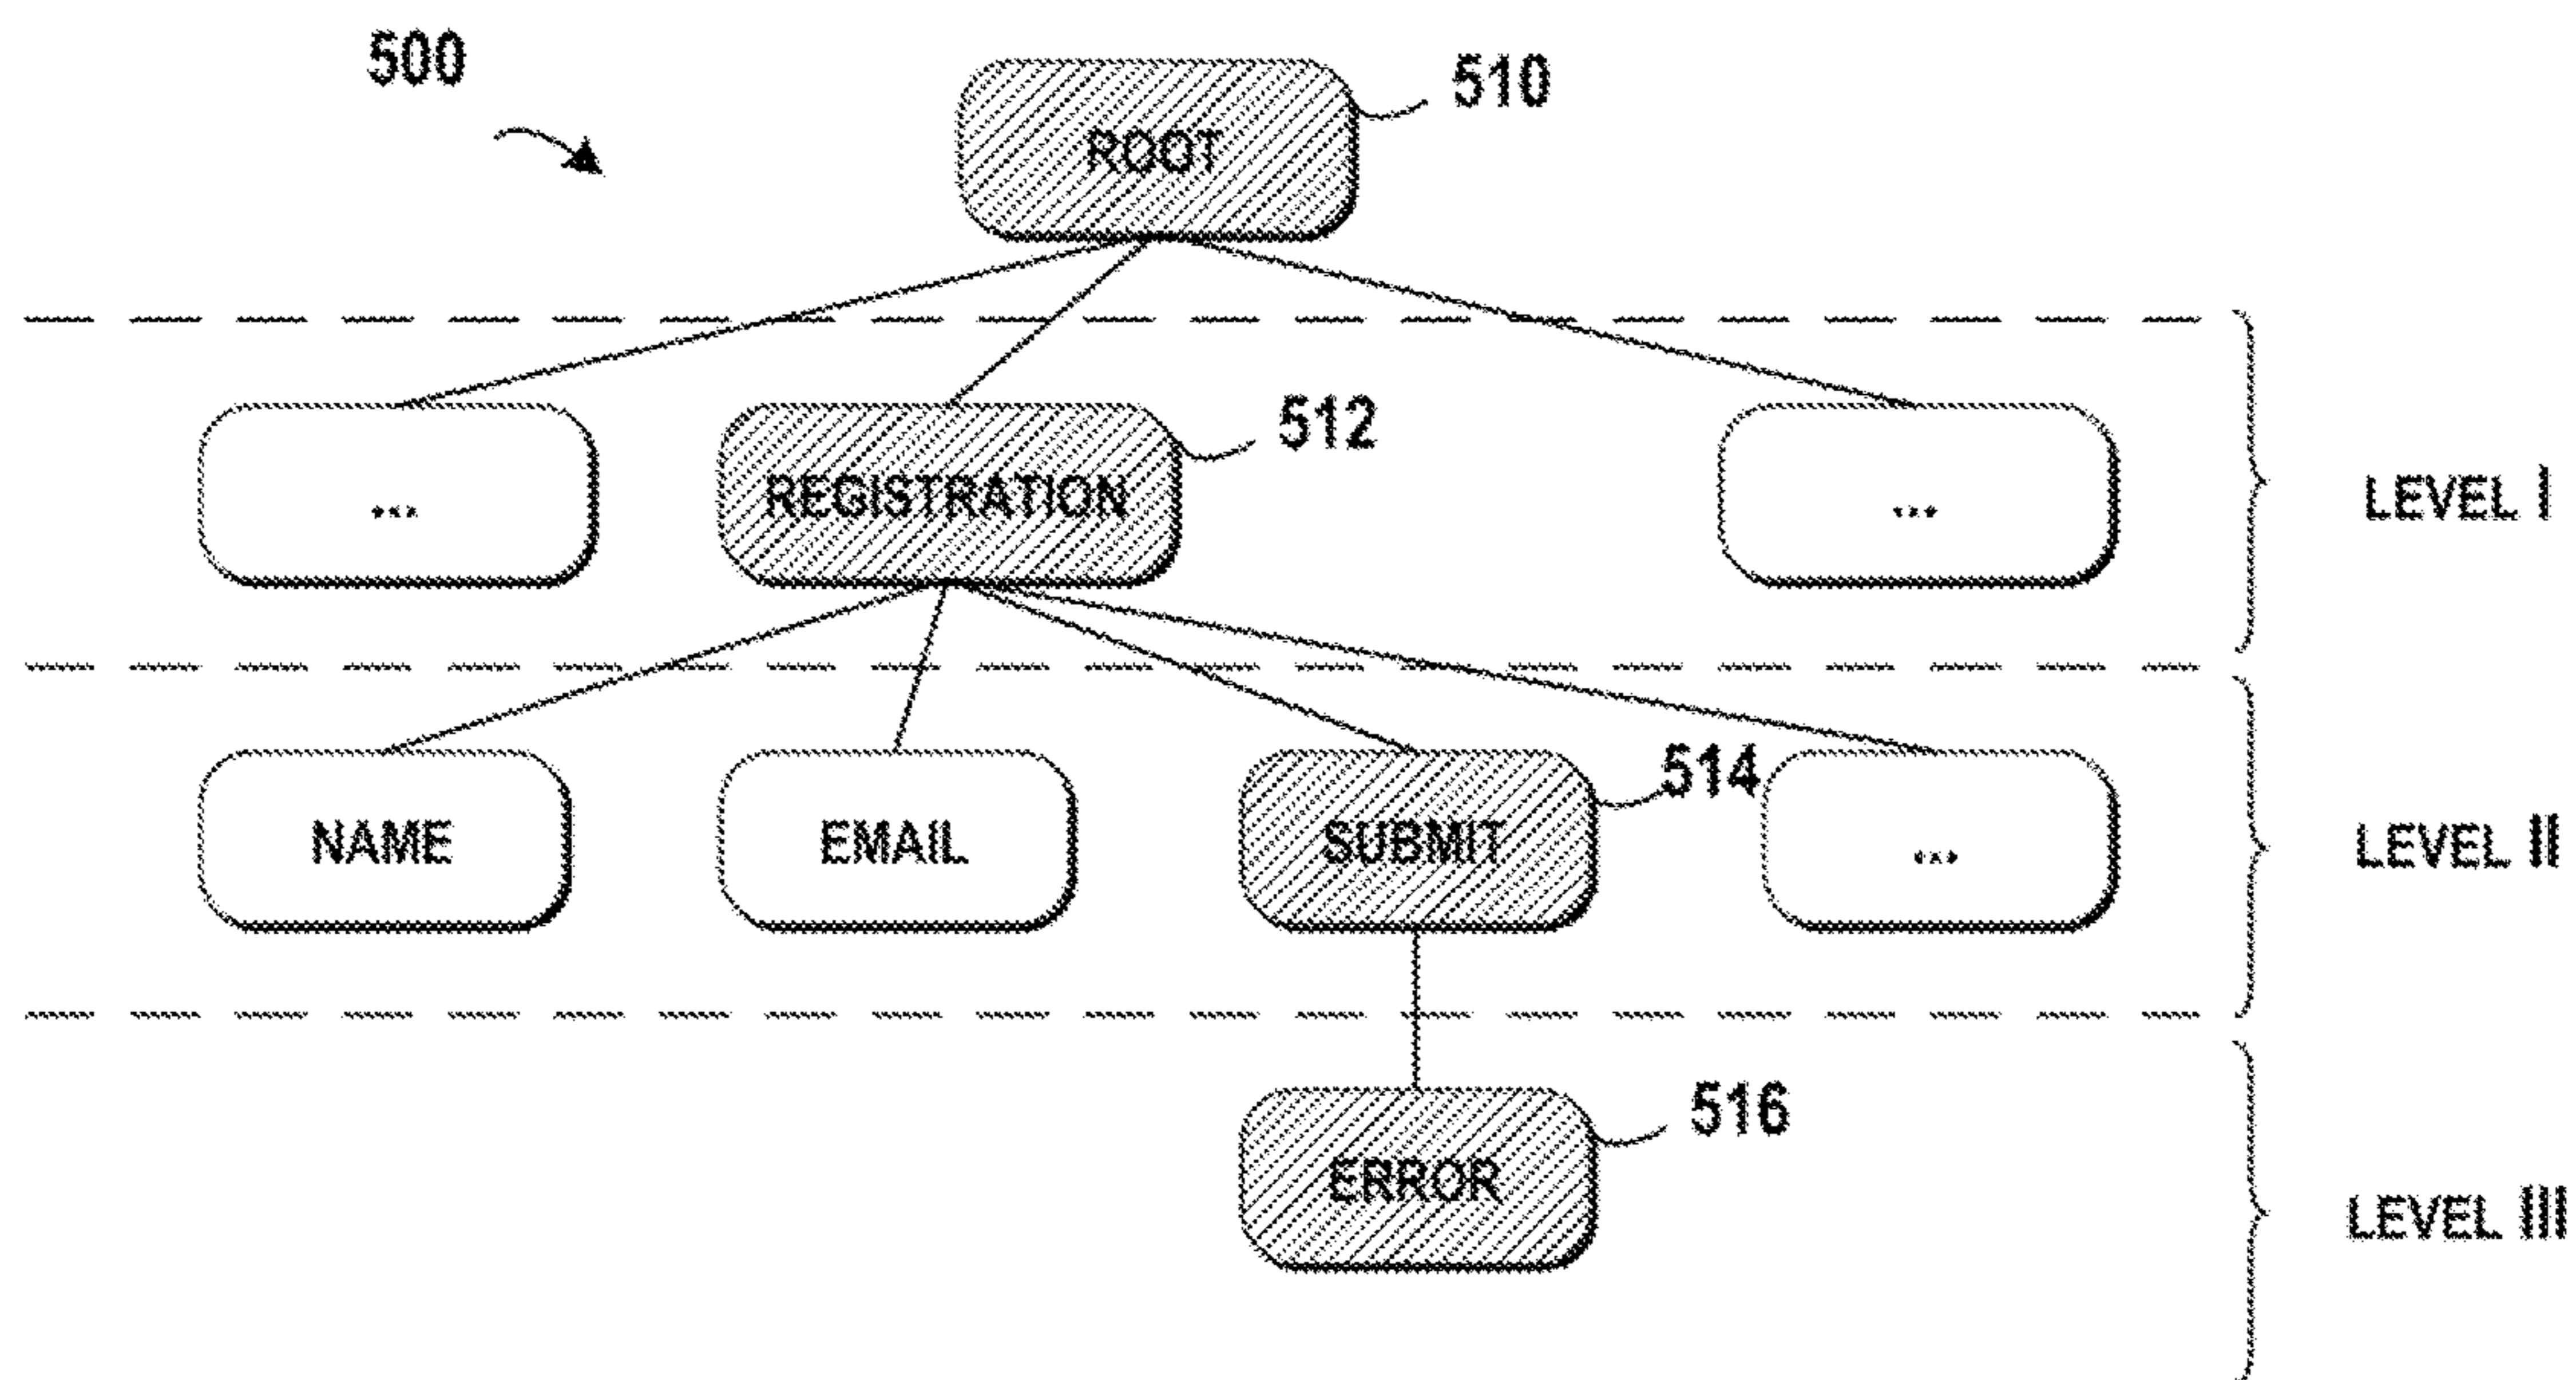 500
510
ROOT
512
...
REGISTRATION
...
LEVEL I
514
NAME
EMAIL
SUBMIT
...
LEVEL II
516
ERROR
LEVEL III